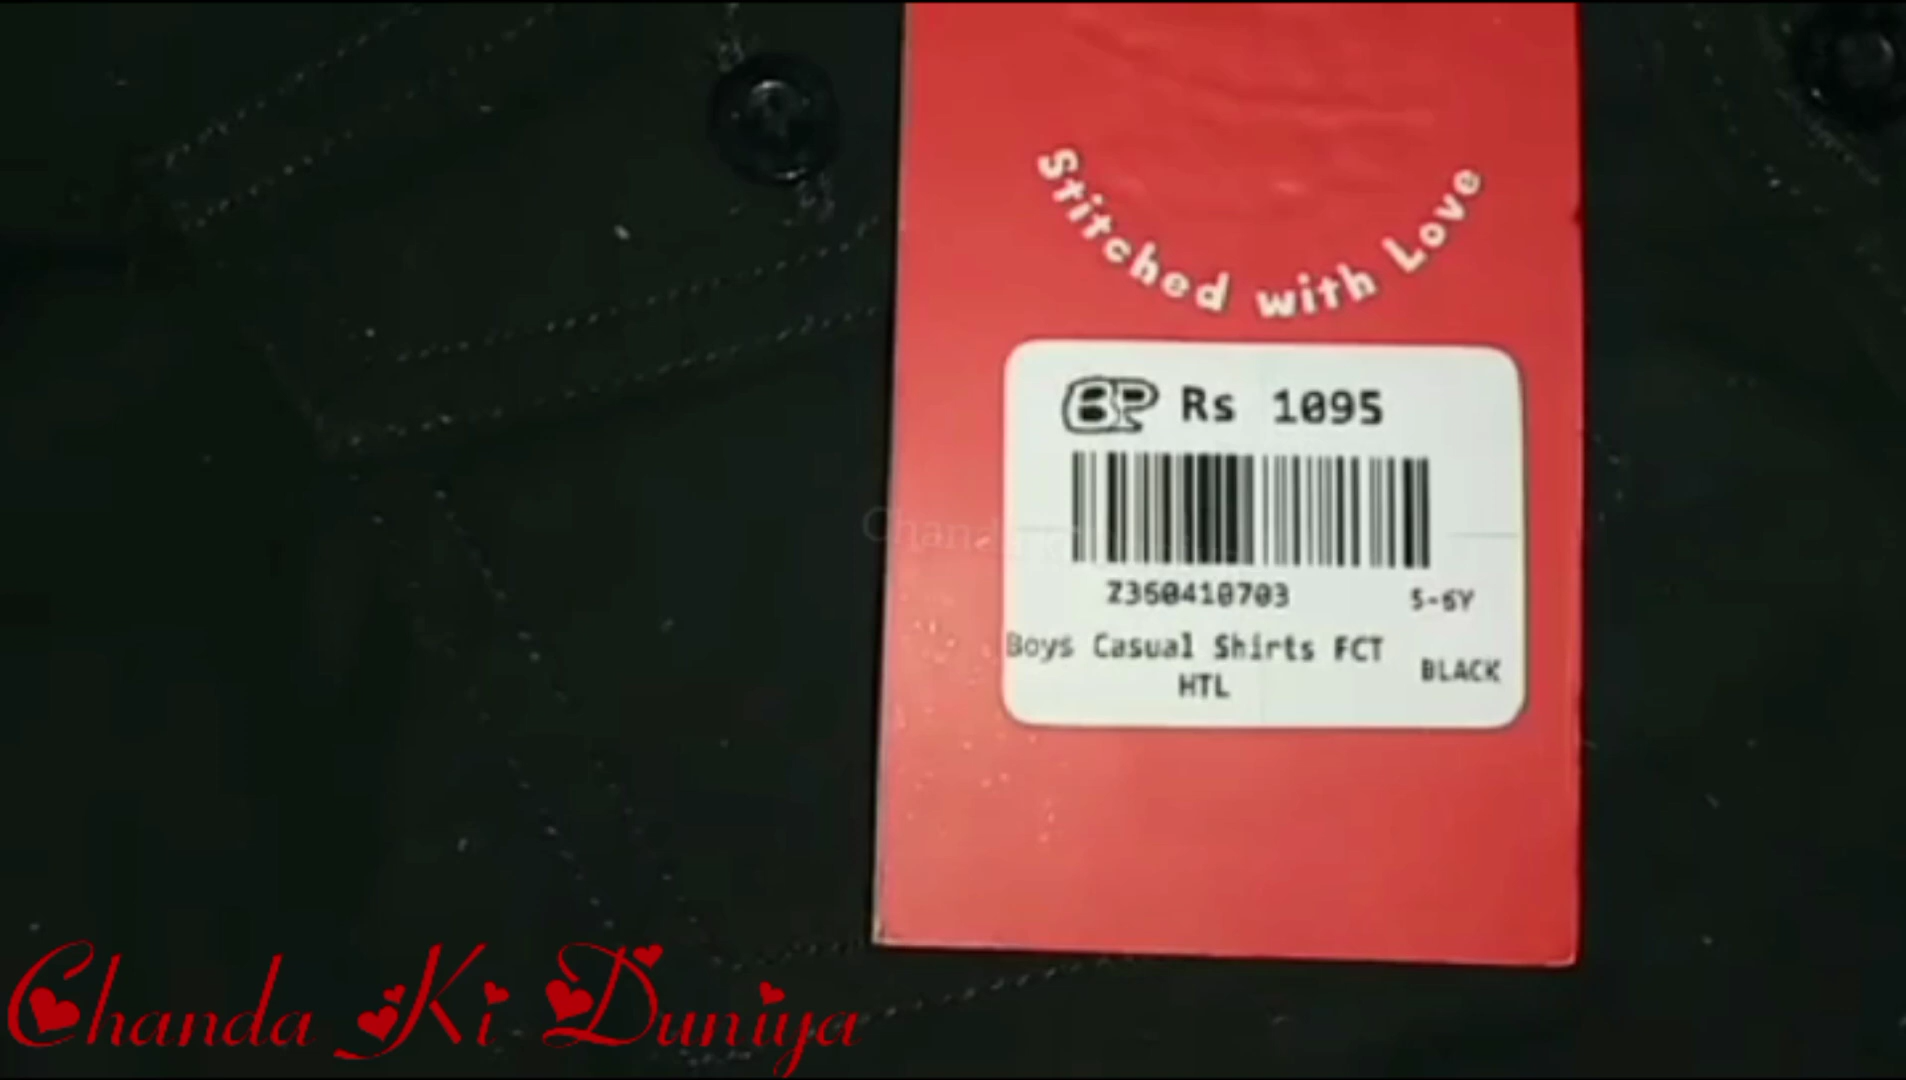 Stitched with Love
BP Rs 1095
Z360410703 5-6Y
Boys Casual Shirts FCT BLACK
HTL
Chanda Ki Duniya